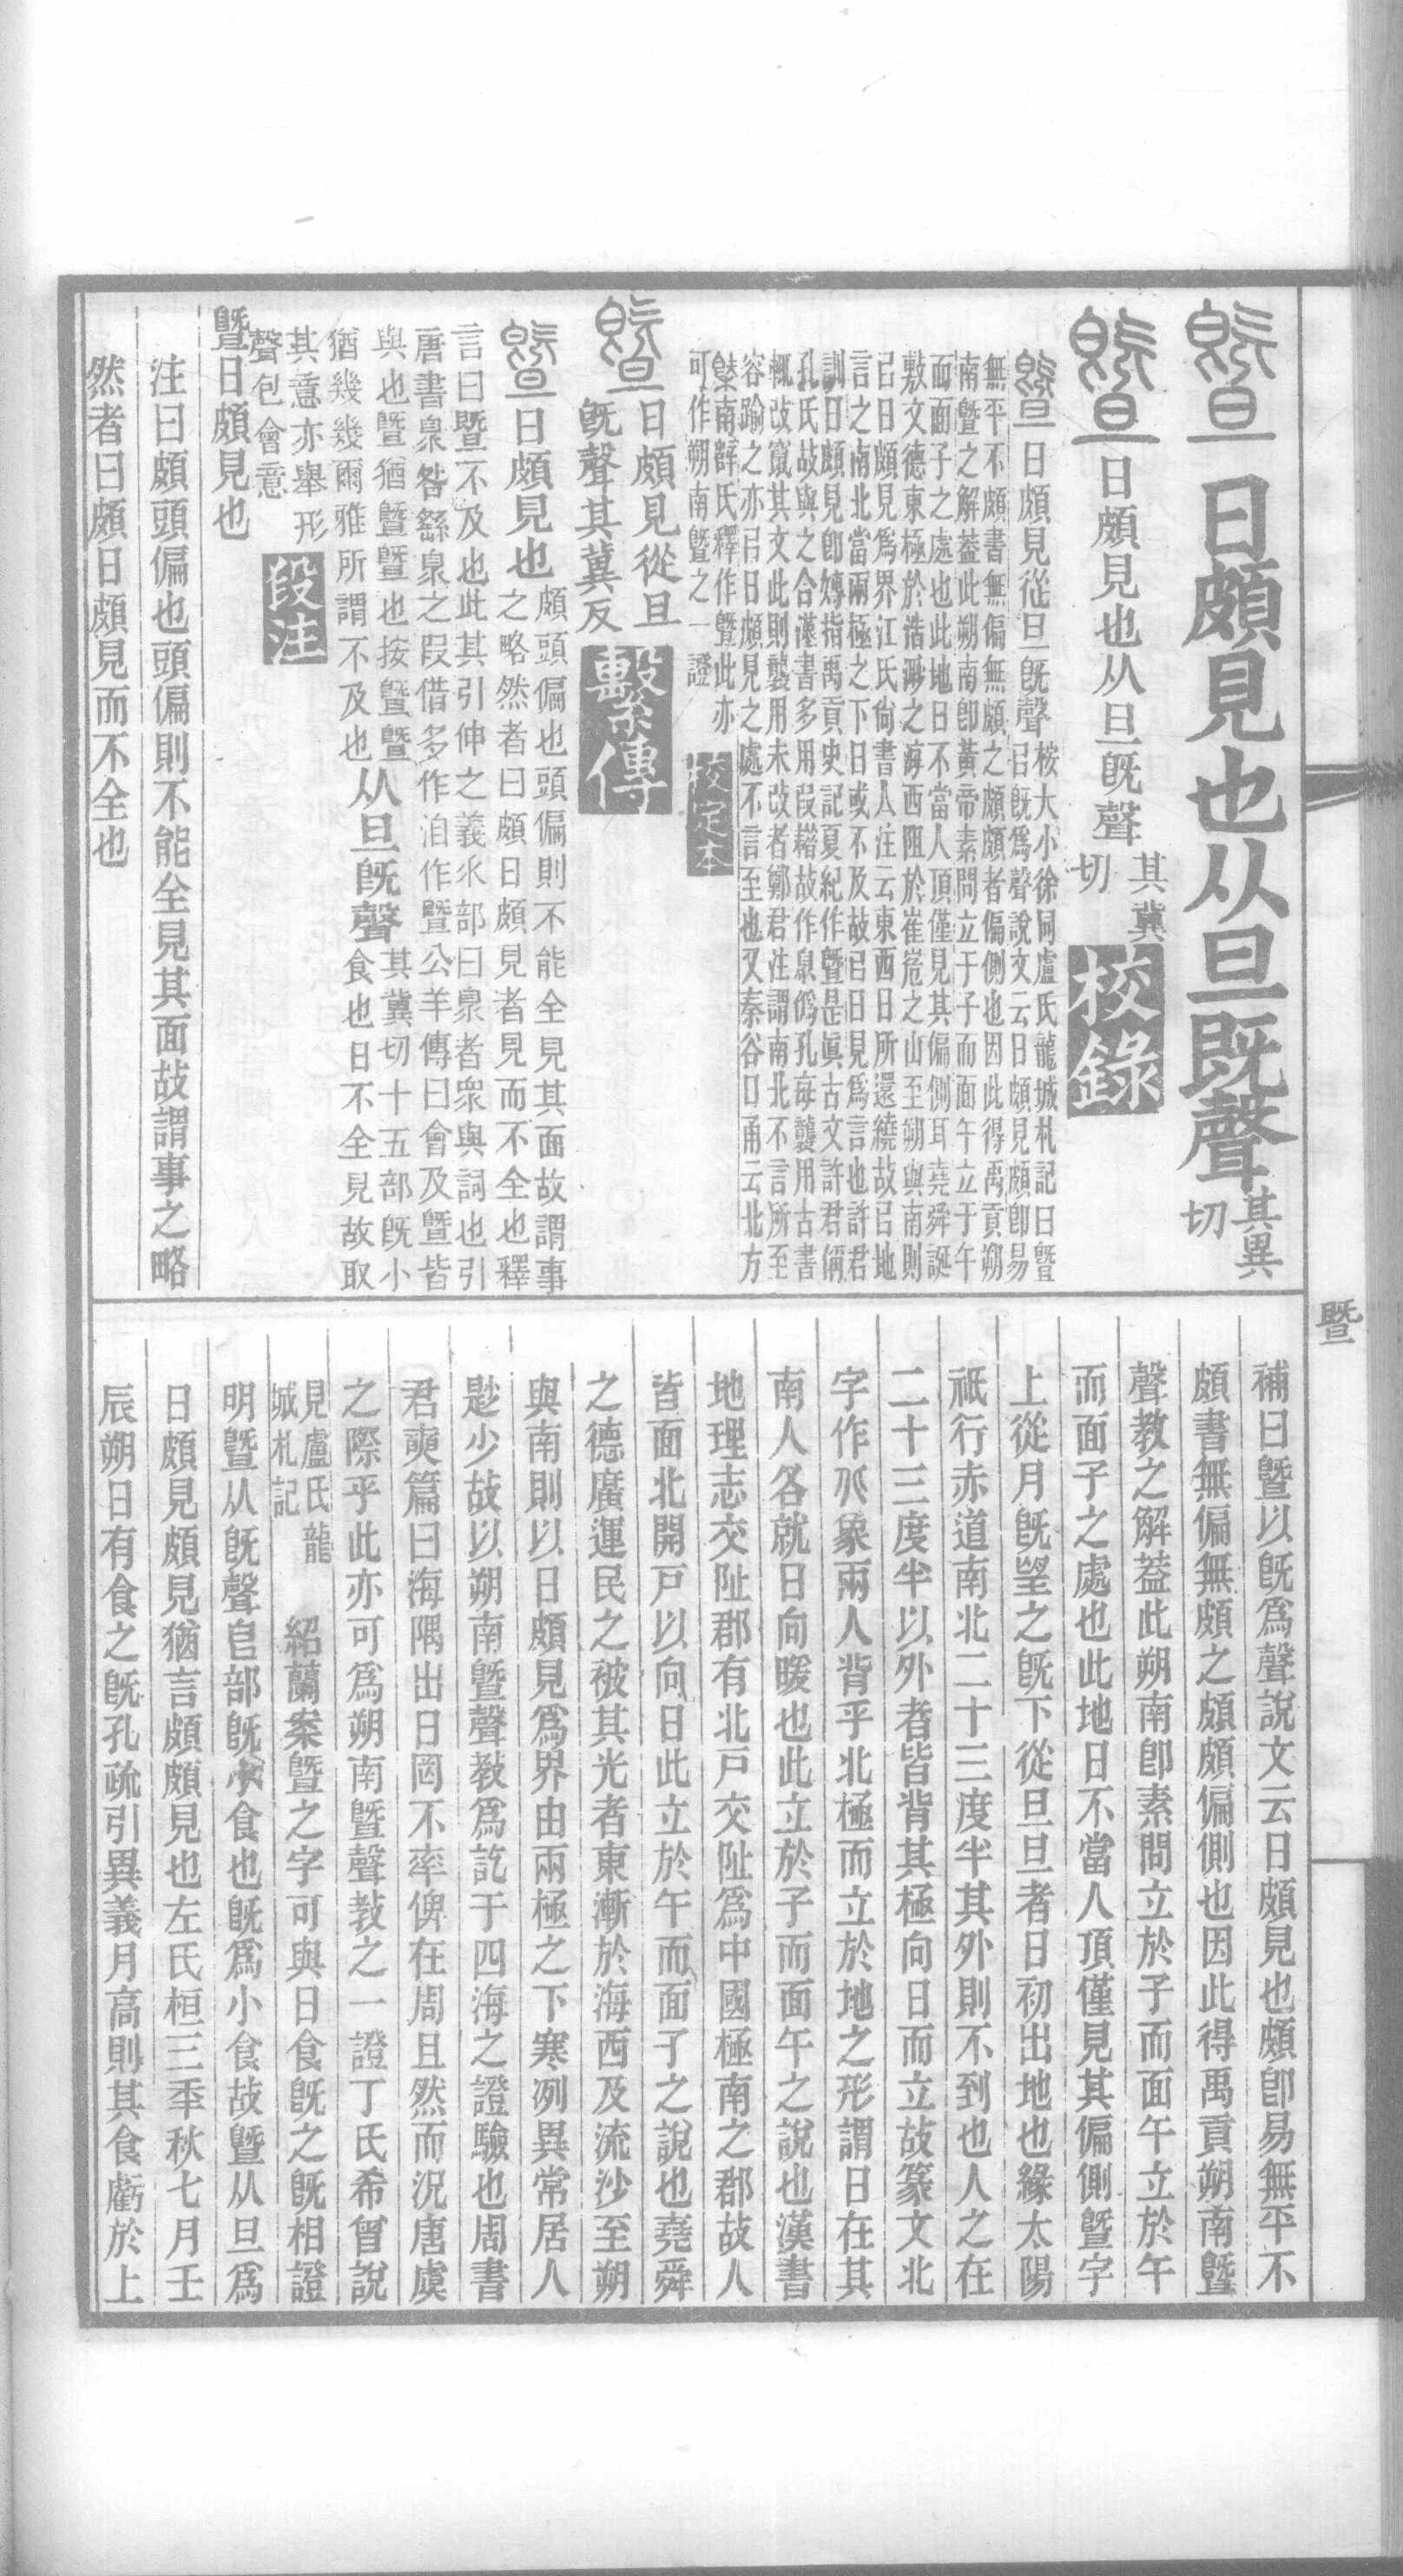 暨日頗見也从旦既聲其異切
暨日頗見也从旦既聲其冀切校錄
暨日頗見從旦既聲桉大小徐同盧氏龍城札記曰暨
㠯既爲聲說文云日頗見頗卽易
無平不頗書無偏無頗之頗頗者偏側也因此得禹貢朔
南暨之解葢此朔南卽黃帝素問立于子而面午立于午
而面子之處也此地日不當人頂僅見其偏側耳堯舜誕
敷文德東極於浩渺之海西阻於崔嵬之山至朔與南則
㠯日頗見爲界江氏尙書人注云東西日所還繞故㠯地
言之南北當兩極之下日或不及故㠯日見爲言也許君
訓日頗見卽指禹貢史記夏紀作暨是眞古文許君偁
孔氏故與之合漢書多用叚藉故作臮僞孔每襲用古書
輒改竄其文此則襲用未改者鄭君注謂南北不言所至
容踰之亦㠯日頗見之處不言至也又秦谷口甬云北方
南辭氏釋作暨此亦
可作朔南暨之一證校定本
暨日頗見從旦
既聲其冀反繫傳
暨日頗見也頗頭偏也頭偏則不能全見其面故謂事
之略然者曰頗日頗見者見而不全也釋
言曰暨不及也此其引伸之義㐺部曰臮者衆與詞也引
唐書臮咎繇臮之叚借多作洎作暨公羊傳曰會及暨皆
與也暨猶暨暨也按暨暨从旦既聲其冀切十五部既小
猶幾幾爾雅所謂不及也食也日不全見故取
其意亦舉形
聲包會意段注
暨日頗見也
注曰頗頭偏也頭偏則不能全見其面故謂事之略
然者曰頗日頗見而不全也
暨
補曰暨以既爲聲說文云日頗見也頗卽易無平不
頗書無偏無頗之頗頗偏側也因此得禹貢朔南暨
聲教之解葢此朔南卽素問立於子而面午立於午
而面子之處也此地日不當人頂僅見其偏側暨字
上從月既望之既下從旦旦者日初出地也緣太陽
祇行赤道南北二十三度半其外則不到也人之在
二十三度半以外者皆背其極向日而立故篆文北
字作𠤎象兩人背乎北極而立於地之形謂日在其
南人各就日向暖也此立於子而面午之說也漢書
地理志交阯郡有北戸交阯爲中國極南之郡故人
皆面北開戸以向日此立於午而面子之說也堯舜
之德廣運民之被其光者東漸於海西及流沙至朔
與南則以日頗見爲界由兩極之下寒冽異常居人
尟少故以朔南暨聲教爲訖于四海之證驗也周書
君奭篇曰海隅出日罔不率俾在周且然而況唐虞
之際乎此亦可爲朔南暨聲教之一證丁氏希曾說
見盧氏龍城札記　紹蘭案暨之字可與日食既之既相證
明暨从既聲皀部既小食也既爲小食故暨从旦爲
日頗見頗見猶言頗頗見也左氏桓三年秋七月壬
辰朔日有食之既孔疏引異義月高則其食虧於上